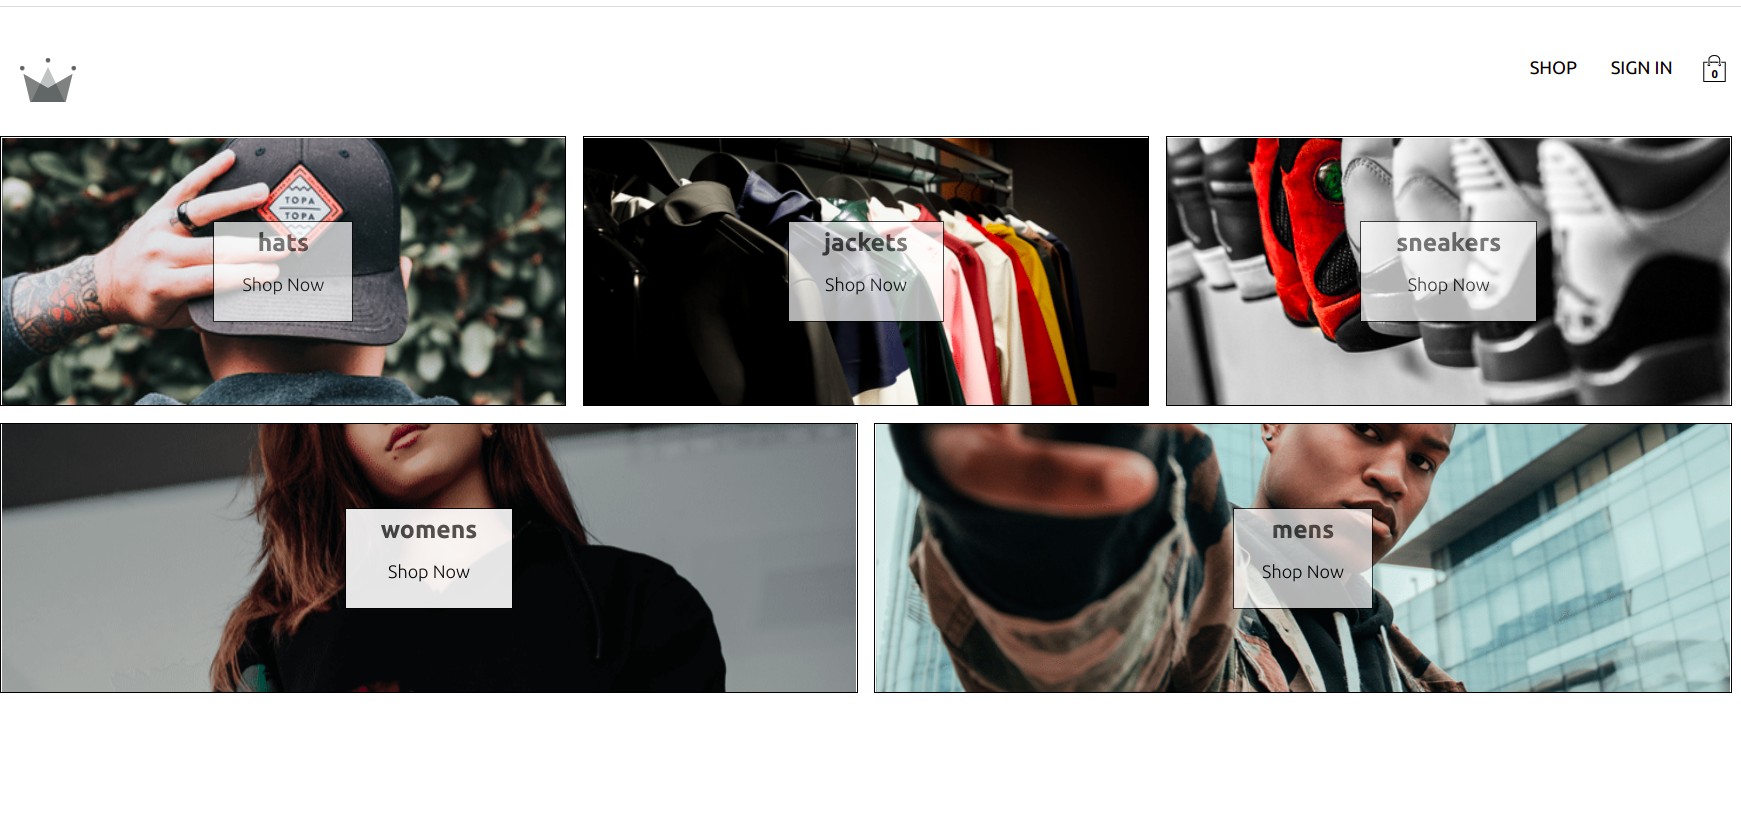 SHOP SIGN IN 0
TOPA
TOPA
hats
Shop Now
jackets
Shop Now
sneakers
Shop Now
womens
Shop Now
mens
Shop Now